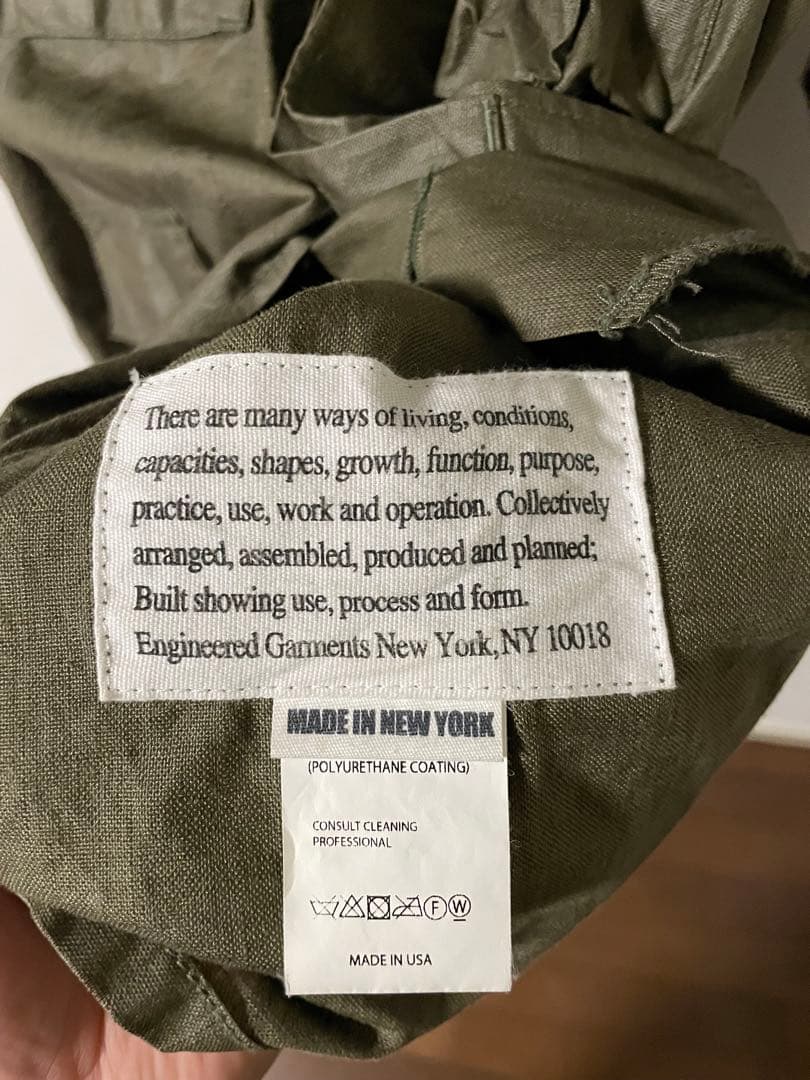 There are many ways of living, conditions,
capacities, shapes, growth, function, purpose,
practice, use, work and operation. Collectively
arranged, assembled, produced and planned;
Built showing use, process and form.
Engineered Garments New York, NY 10018
MADE IN NEW YORK
(POLYURETHANE COATING)
CONSULT CLEANING
PROFESSIONAL
F W
MADE IN USA